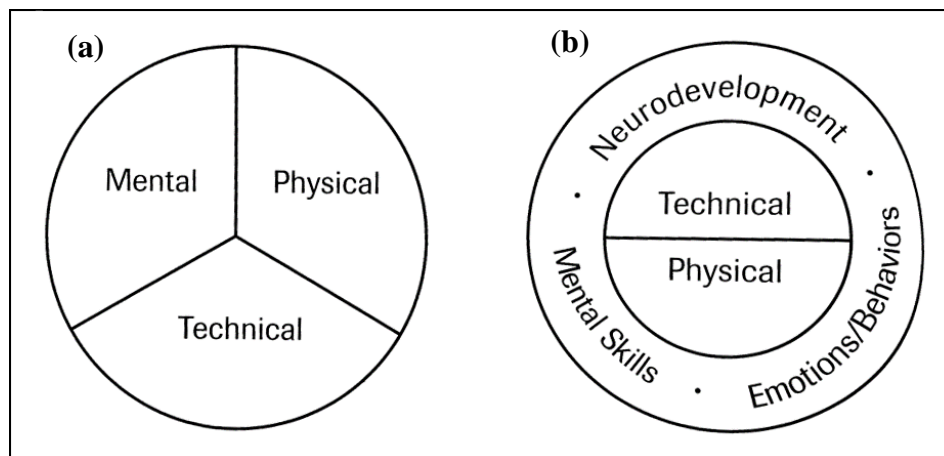 (a)
Mental
Physical
Technical
(b)
Neurodevelopment
Technical
Physical
Mental Skills
Emotions/Behaviors